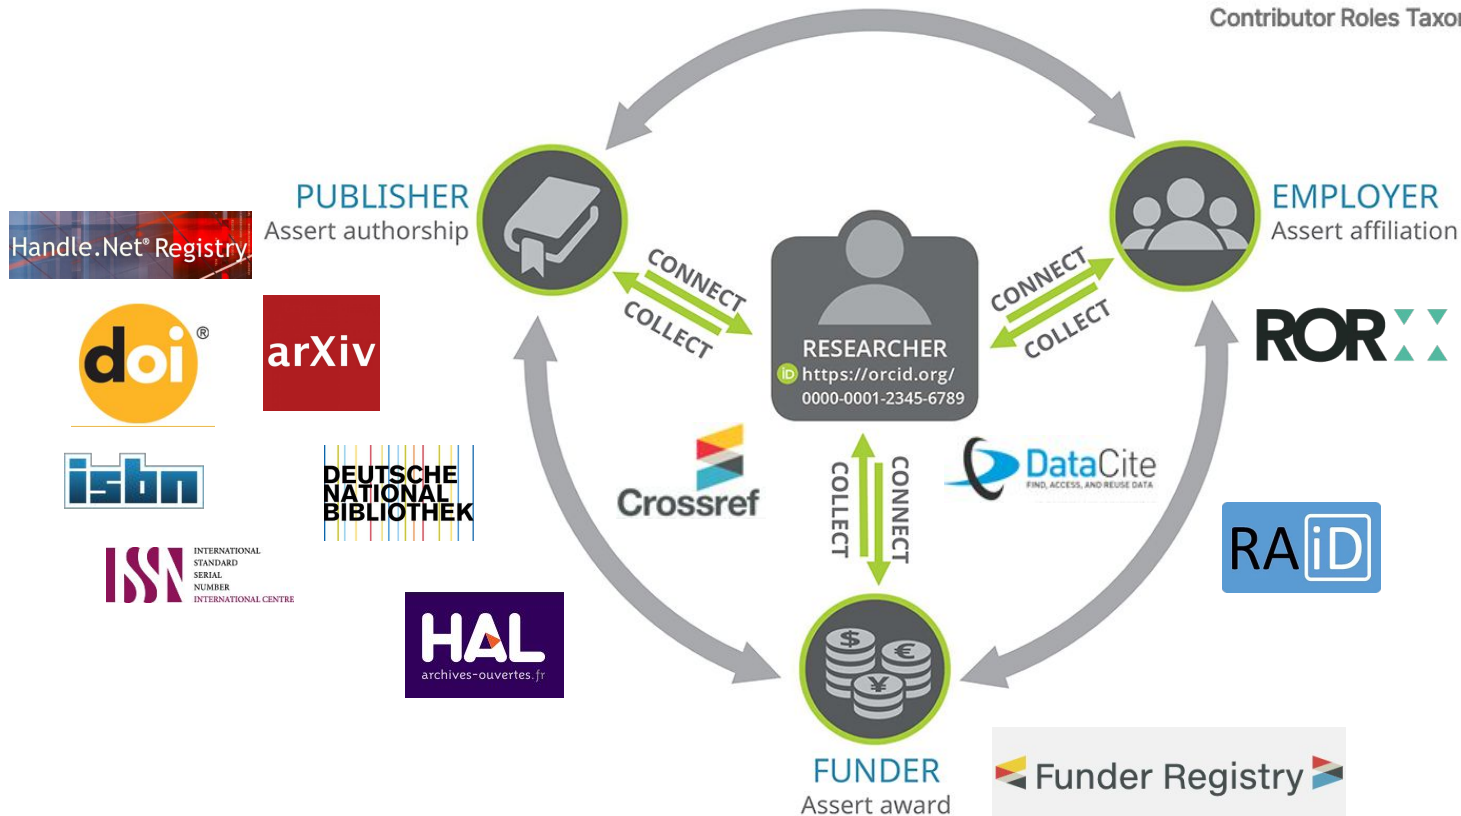 Contributor Roles Taxo
PUBLISHER
Assert authorship
EMPLOYER
Assert affiliation
Handle.Net® Registry
CONNECT
COLLECT
CONNECT
COLLECT
doi®
arXiv
RESEARCHER
iD https://orcid.org/
0000-0001-2345-6789
ROR
isbn
DEUTSCHE
NATIONAL
BIBLIOTHEK
Crossref
COLLECT
CONNECT
DataCite
FIND, ACCESS, AND REUSE DATA
RAiD
ISSN
INTERNATIONAL
STANDARD
SERIAL
NUMBER
INTERNATIONAL CENTRE
HAL
archives-ouvertes.fr
$
€
¥
FUNDER
Assert award
Funder Registry